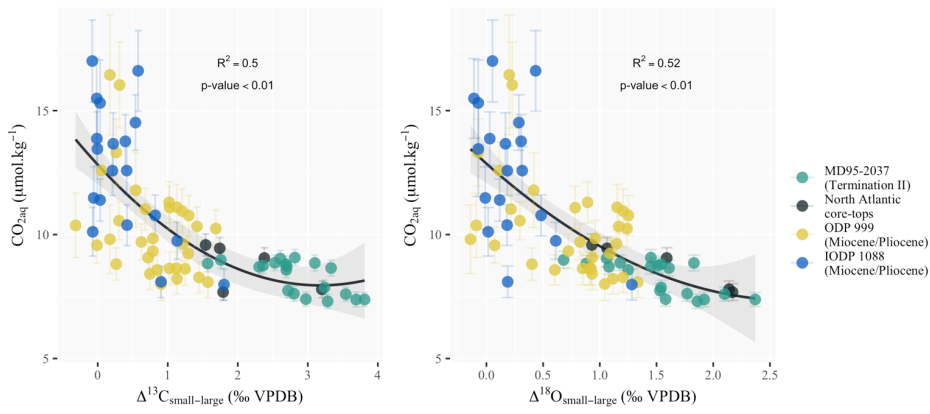 R² = 0.5
p-value < 0.01
15
10
5
CO₂aq (μmol.kg⁻¹)
0
1
2
3
4
Δ¹³Csmall−large (‰ VPDB)
R² = 0.52
p-value < 0.01
15
10
5
CO₂aq (μmol.kg⁻¹)
0.0
0.5
1.0
1.5
2.0
2.5
Δ¹⁸Osmall−large (‰ VPDB)
MD95-2037
(Termination II)
North Atlantic
core-tops
ODP 999
(Miocene/Pliocene)
IODP 1088
(Miocene/Pliocene)